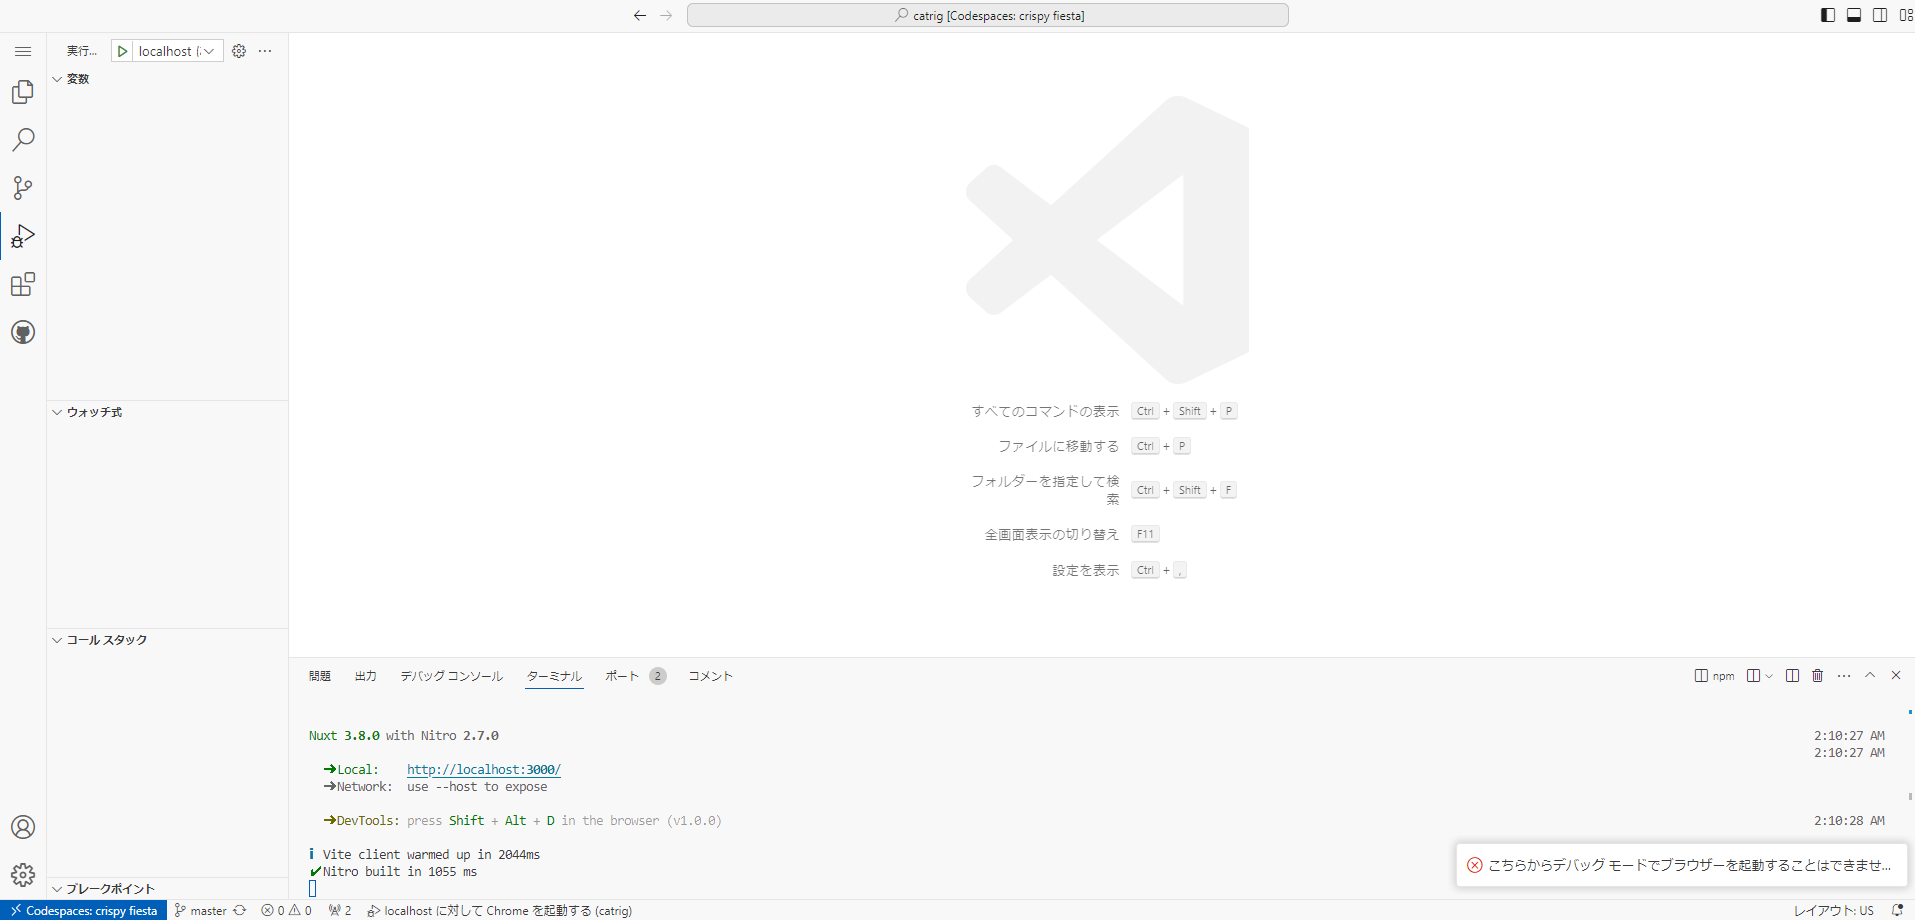 catrig [Codespaces: crispy fiesta]
実行...
localhost (
変数
ウォッチ式
コール スタック
ブレークポイント
すべてのコマンドの表示 Ctrl + Shift + P
ファイルに移動する Ctrl + P
フォルダーを指定して検
索 Ctrl + Shift + F
全画面表示の切り替え F11
設定を表示 Ctrl + ,
問題 出力 デバッグ コンソール ターミナル ポート 2 コメント
npm
Nuxt 3.8.0 with Nitro 2.7.0 2:10:27 AM
2:10:27 AM
➜Local: http://localhost:3000/
➜Network: use --host to expose
➜DevTools: press Shift + Alt + D in the browser (v1.0.0) 2:10:28 AM
ℹ Vite client warmed up in 2044ms
✔Nitro built in 1055 ms
こちらからデバッグ モードでブラウザーを起動することはできませ...
Codespaces: crispy fiesta master 0 0 2 localhost に対して Chrome を起動する (catrig) レイアウト: US